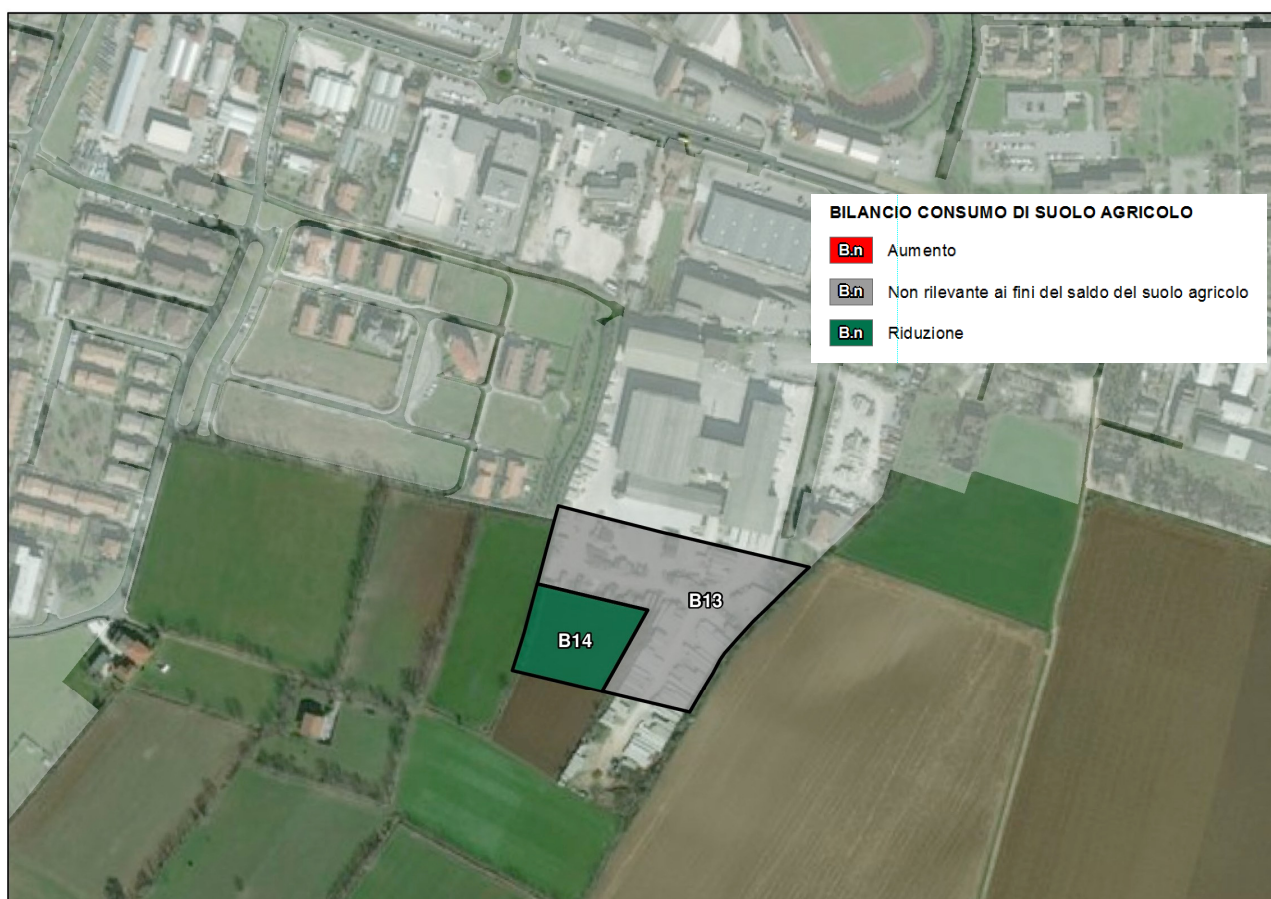 BILANCIO CONSUMO DI SUOLO AGRICOLO
B.n Aumento
B.n Non rilevante ai fini del saldo del suolo agricolo
B.n Riduzione
B13
B14